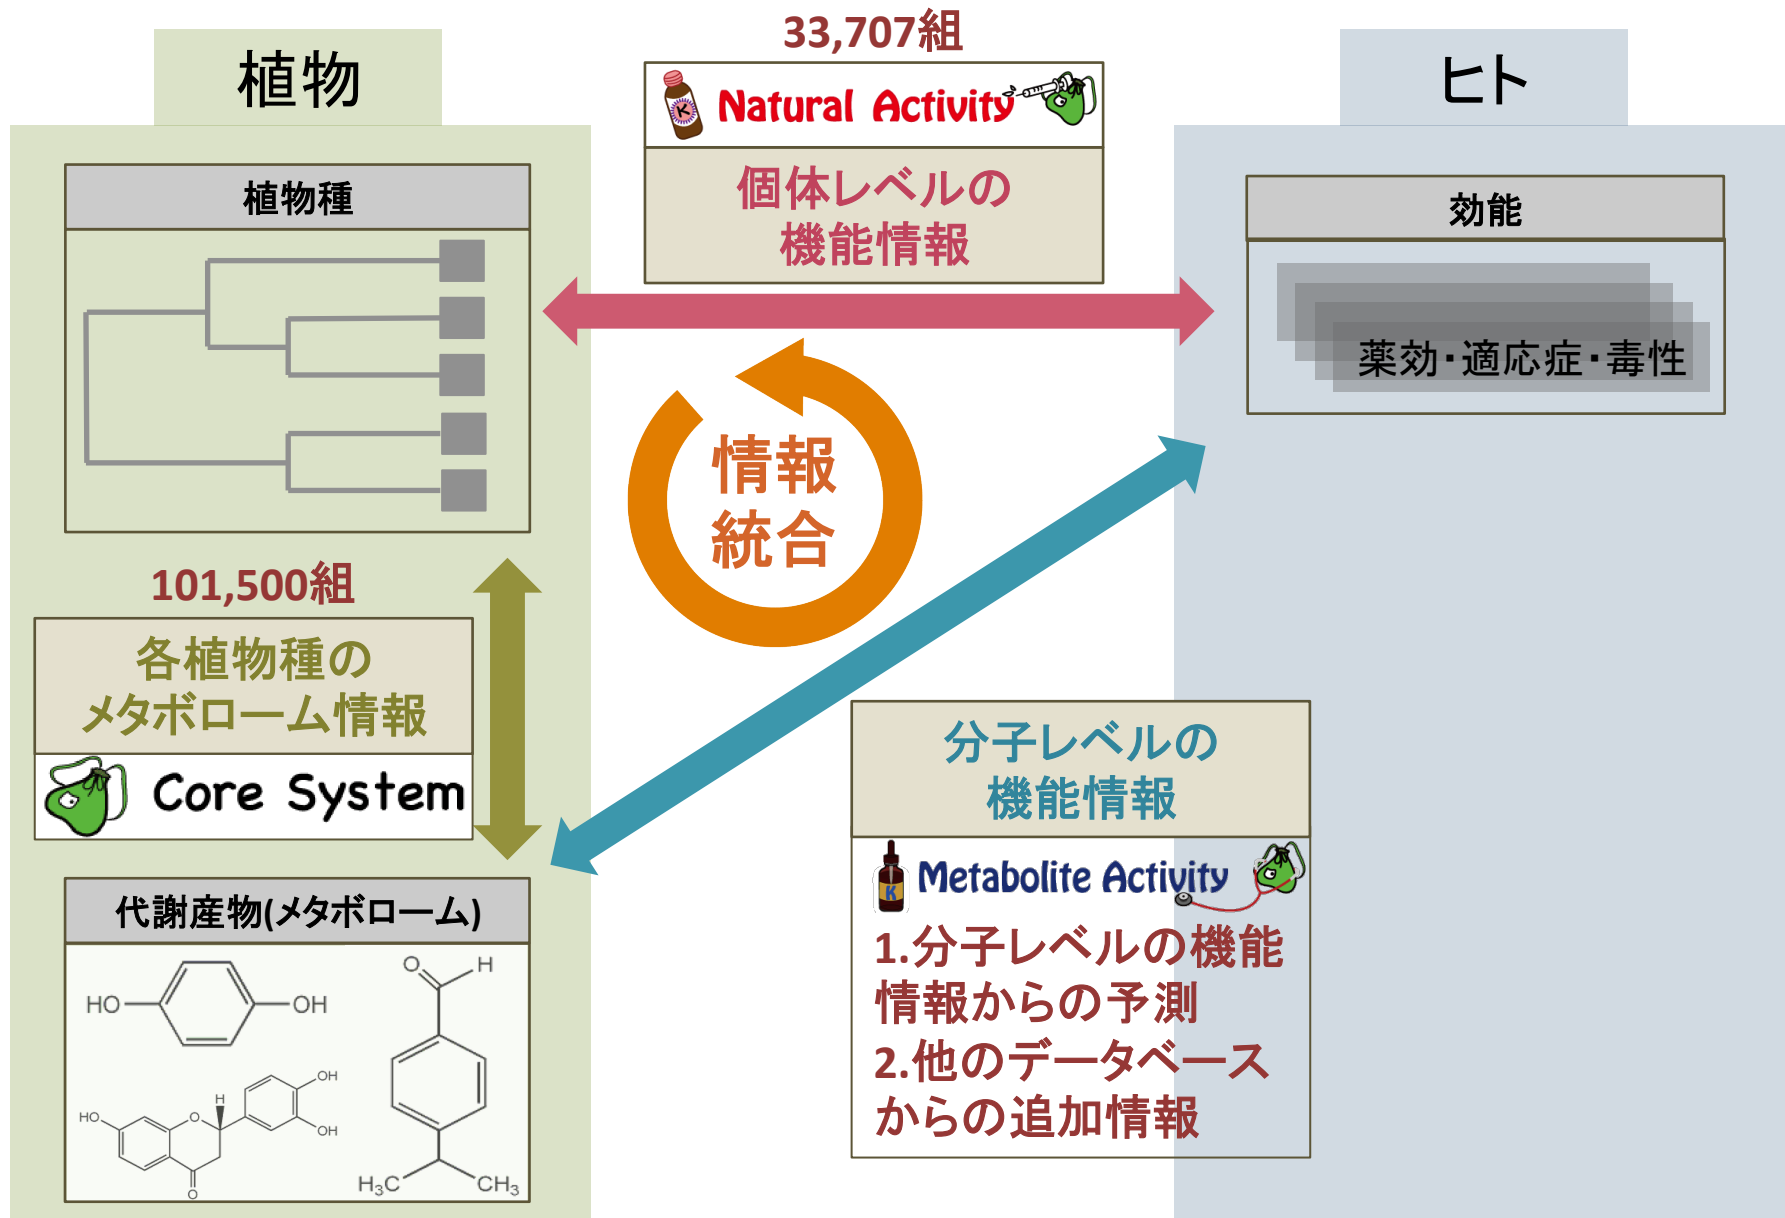 植物
33,707組
K
Natural Activity
個体レベルの
機能情報
ヒト
植物種
効能
薬効・適応症・毒性
情報
統合
101,500組
各植物種の
メタボローム情報
Core System
分子レベルの
機能情報
K
Metabolite Activity
1.分子レベルの機能
情報からの予測
2.他のデータベース
からの追加情報
代謝産物(メタボローム)
HO
OH
O
H
HO
O
H
OH
OH
O
H₃C
CH₃